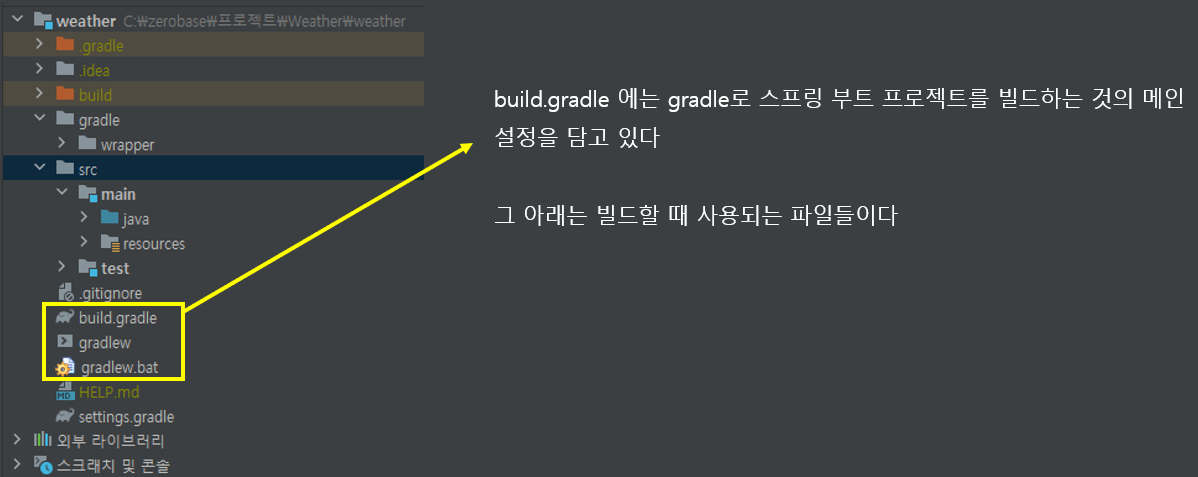 weather C:₩zerobase₩프로젝트₩Weather₩weather
.gradle
.idea
build
gradle
wrapper
src
main
java
resources
test
.gitignore
build.gradle
gradlew
gradlew.bat
HELP.md
settings.gradle
외부 라이브러리
스크래치 및 콘솔
build.gradle 에는 gradle로 스프링 부트 프로젝트를 빌드하는 것의 메인
설정을 담고 있다
그 아래는 빌드할 때 사용되는 파일들이다